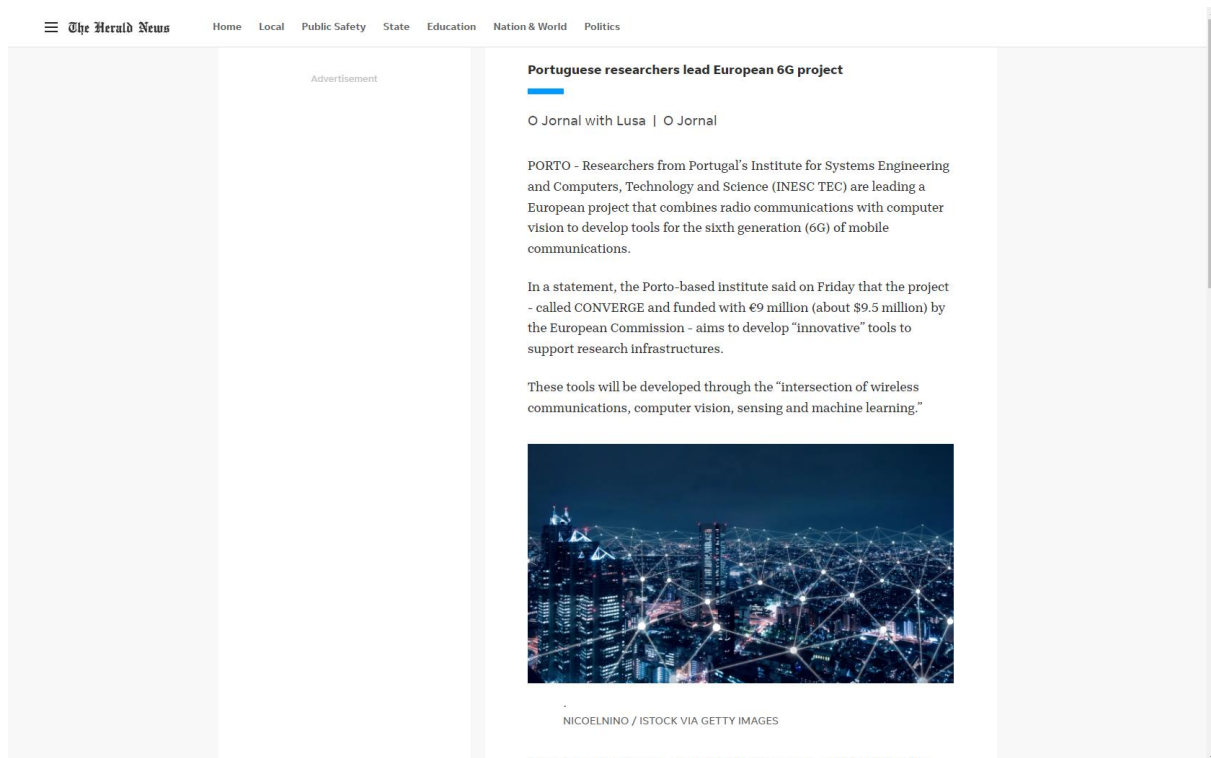 The Herald News
Home Local Public Safety State Education Nation & World Politics
Advertisement
Portuguese researchers lead European 6G project
O Jornal with Lusa | O Jornal
PORTO - Researchers from Portugal’s Institute for Systems Engineering
and Computers, Technology and Science (INESC TEC) are leading a
European project that combines radio communications with computer
vision to develop tools for the sixth generation (6G) of mobile
communications.
In a statement, the Porto-based institute said on Friday that the project
- called CONVERGE and funded with €9 million (about $9.5 million) by
the European Commission - aims to develop “innovative” tools to
support research infrastructures.
These tools will be developed through the “intersection of wireless
communications, computer vision, sensing and machine learning.”
.
NICOELNINO / ISTOCK VIA GETTY IMAGES